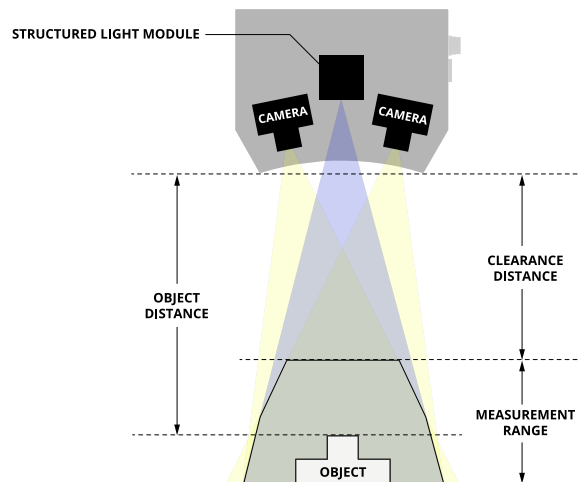 STRUCTURED LIGHT MODULE
CAMERA
CAMERA
CLEARANCE
DISTANCE
OBJECT
DISTANCE
MEASUREMENT
RANGE
OBJECT